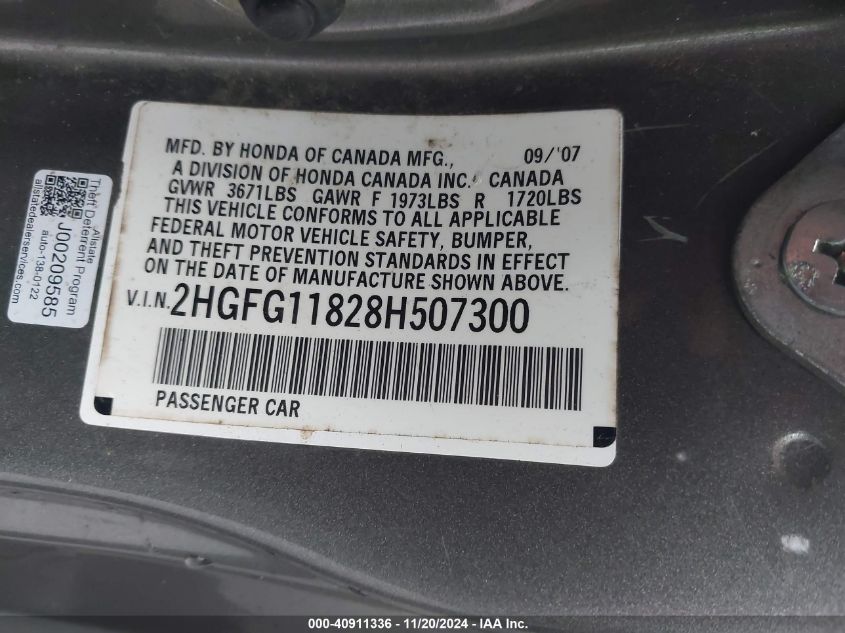 MFD. BY HONDA OF CANADA MFG., 09/'07
A DIVISION OF HONDA CANADA INC. CANADA
GVWR 3671LBS GAWR F 1973LBS R 1720LBS
THIS VEHICLE CONFORMS TO ALL APPLICABLE
FEDERAL MOTOR VEHICLE SAFETY, BUMPER,
AND THEFT PREVENTION STANDARDS IN EFFECT
ON THE DATE OF MANUFACTURE SHOWN ABOVE.
V.I.N. 2HGFG11828H507300
PASSENGER CAR
Allstate
Theft Deterrent Program
J00209585
auto-138-0122
allstatedealerservices.com
000-40911336 - 11/20/2024 - IAA Inc.